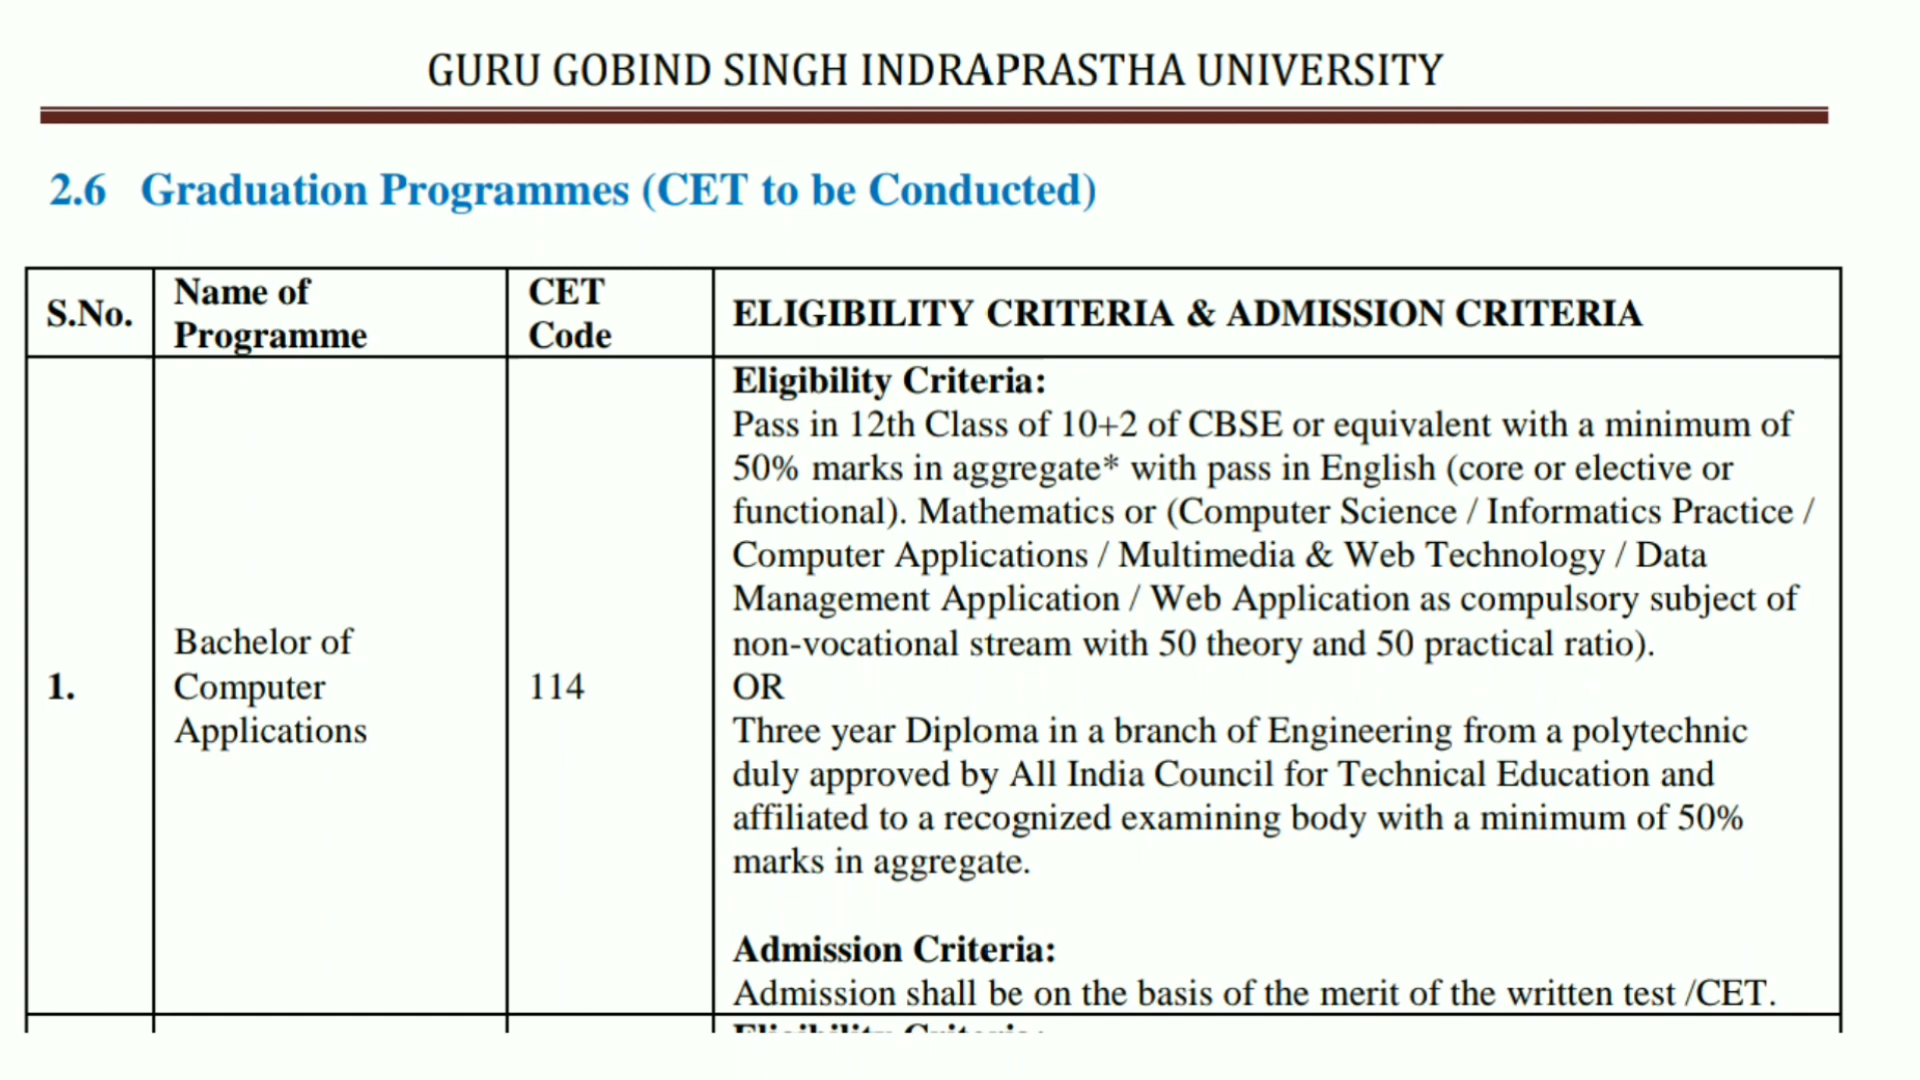 GURU GOBIND SINGH INDRAPRASTHA UNIVERSITY
2.6 Graduation Programmes (CET to be Conducted)
S.No.
Name of
Programme
CET
Code
ELIGIBILITY CRITERIA & ADMISSION CRITERIA
1.
Bachelor of
Computer
Applications
114
Eligibility Criteria:
Pass in 12th Class of 10+2 of CBSE or equivalent with a minimum of
50% marks in aggregate* with pass in English (core or elective or
functional). Mathematics or (Computer Science / Informatics Practice /
Computer Applications / Multimedia & Web Technology / Data
Management Application / Web Application as compulsory subject of
non-vocational stream with 50 theory and 50 practical ratio).
OR
Three year Diploma in a branch of Engineering from a polytechnic
duly approved by All India Council for Technical Education and
affiliated to a recognized examining body with a minimum of 50%
marks in aggregate.
Admission Criteria:
Admission shall be on the basis of the merit of the written test /CET.
Eligibility Criteria: